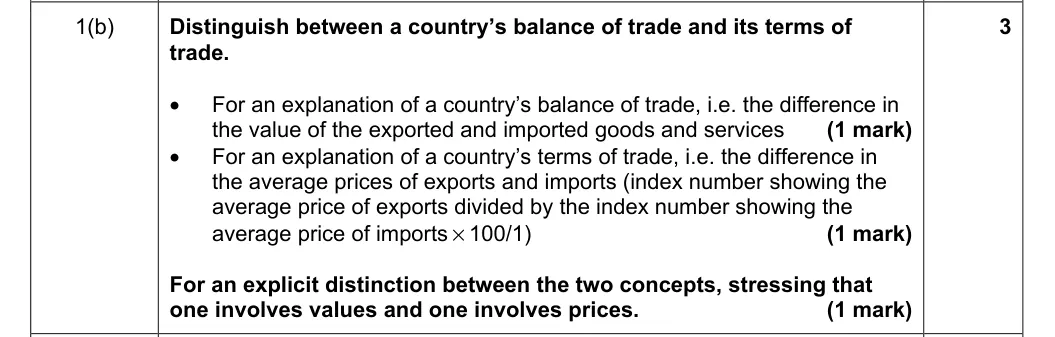 1(b) Distinguish between a country’s balance of trade and its terms of 3
trade.
• For an explanation of a country’s balance of trade, i.e. the difference in
the value of the exported and imported goods and services (1 mark)
• For an explanation of a country’s terms of trade, i.e. the difference in
the average prices of exports and imports (index number showing the
average price of exports divided by the index number showing the
average price of imports × 100/1) (1 mark)
For an explicit distinction between the two concepts, stressing that
one involves values and one involves prices. (1 mark)